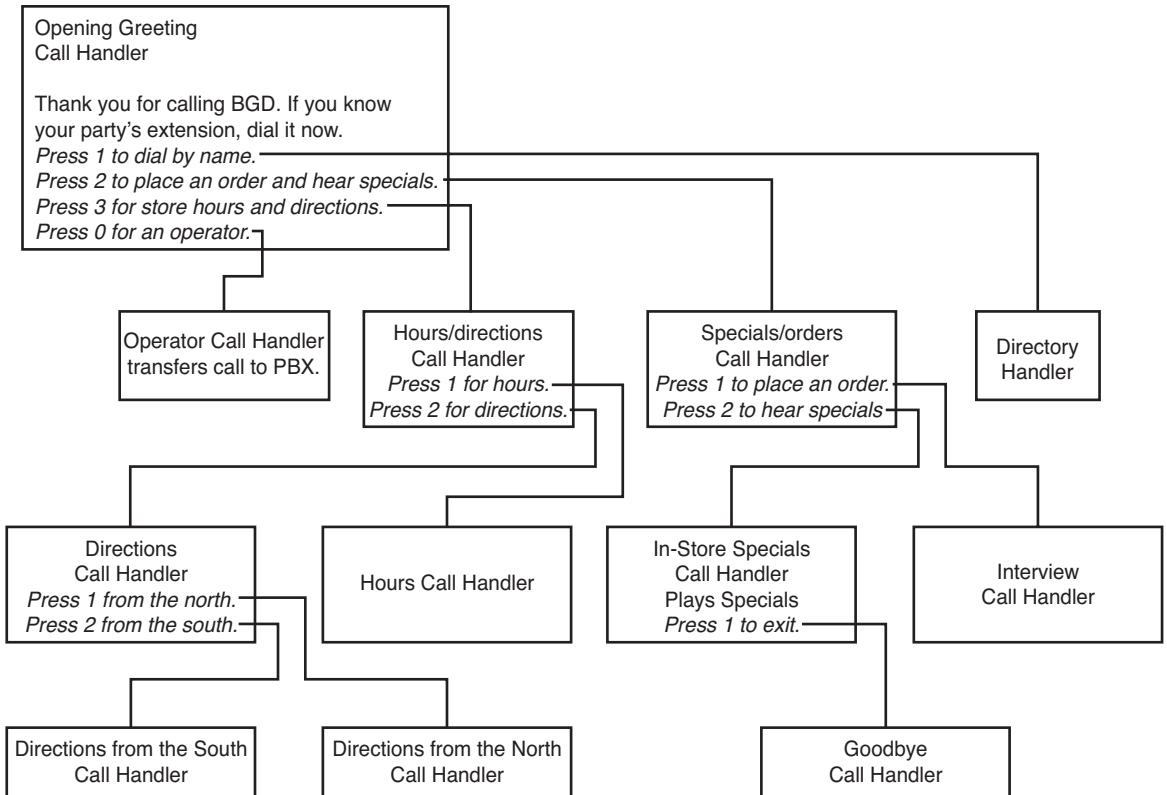 Opening Greeting
Call Handler
Thank you for calling BGD. If you know
your party's extension, dial it now.
Press 1 to dial by name.
Press 2 to place an order and hear specials.
Press 3 for store hours and directions.
Press 0 for an operator.
Operator Call Handler
transfers call to PBX.
Hours/directions
Call Handler
Press 1 for hours.
Press 2 for directions.
Specials/orders
Call Handler
Press 1 to place an order.
Press 2 to hear specials
Directory
Handler
Directions
Call Handler
Press 1 from the north.
Press 2 from the south.
Hours Call Handler
In-Store Specials
Call Handler
Plays Specials
Press 1 to exit.
Interview
Call Handler
Directions from the South
Call Handler
Directions from the North
Call Handler
Goodbye
Call Handler